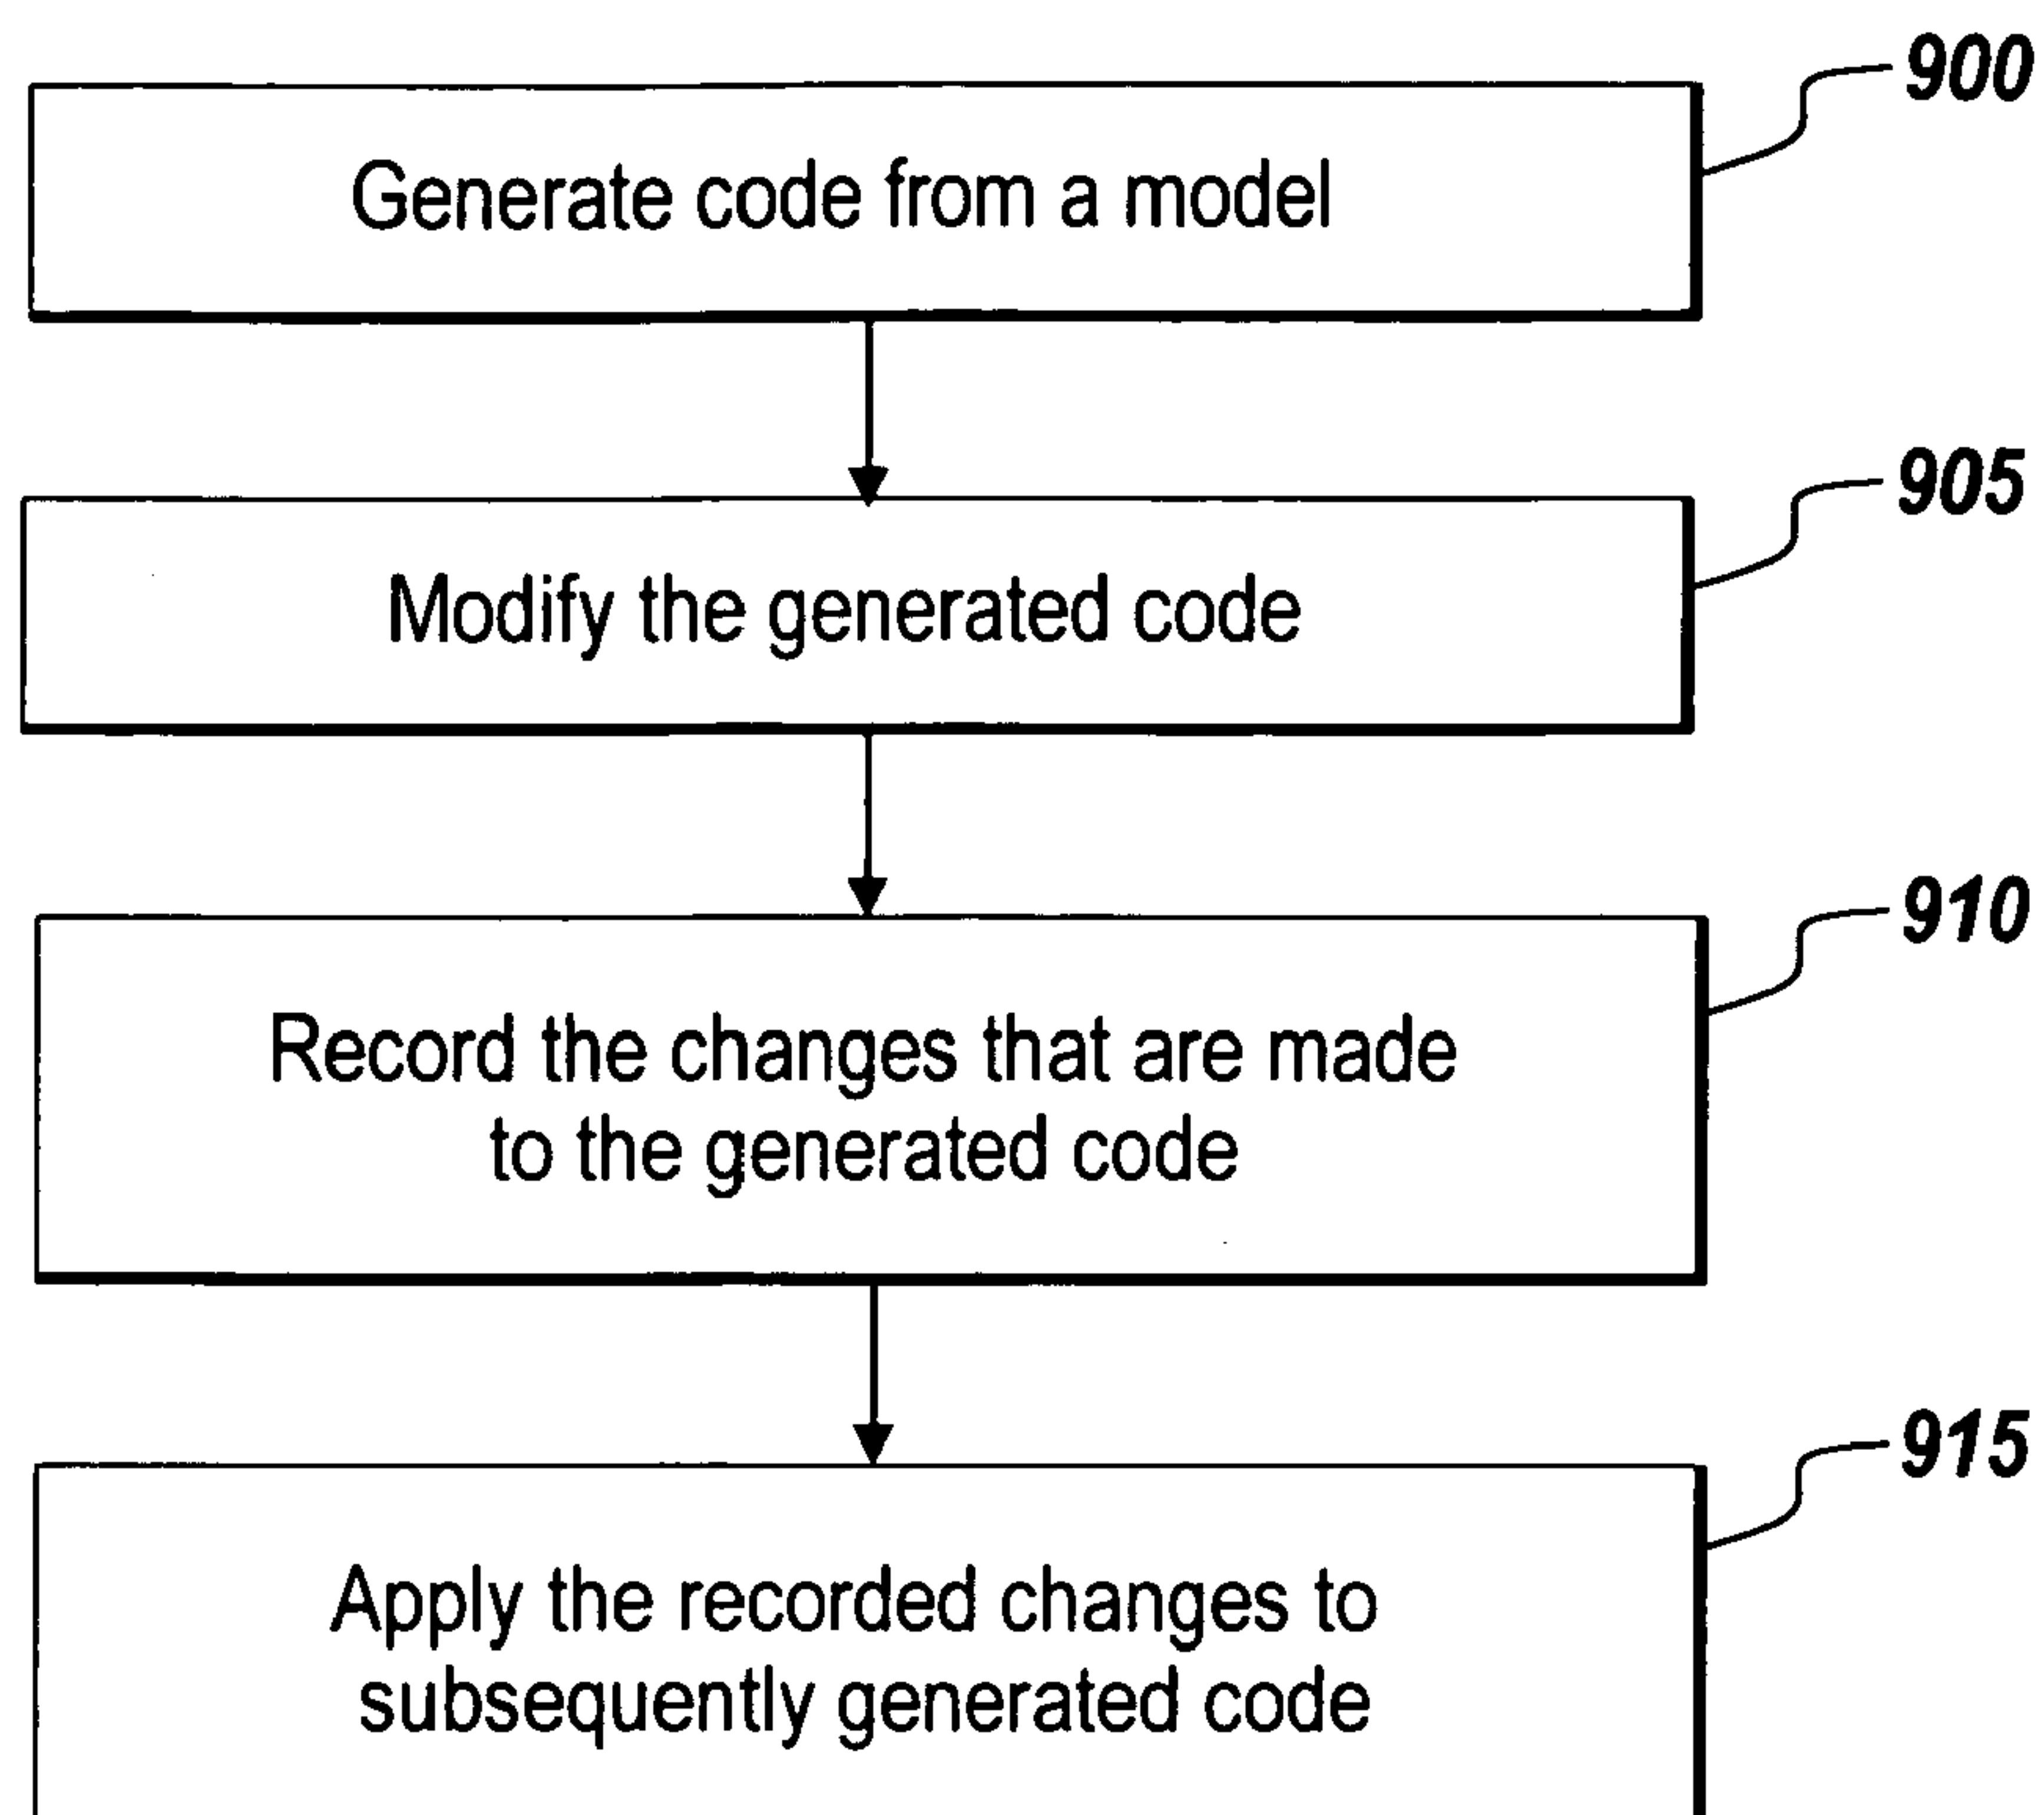 900
Generate code from a model
905
Modify the generated code
910
Record the changes that are made
to the generated code
915
Apply the recorded changes to
subsequently generated code